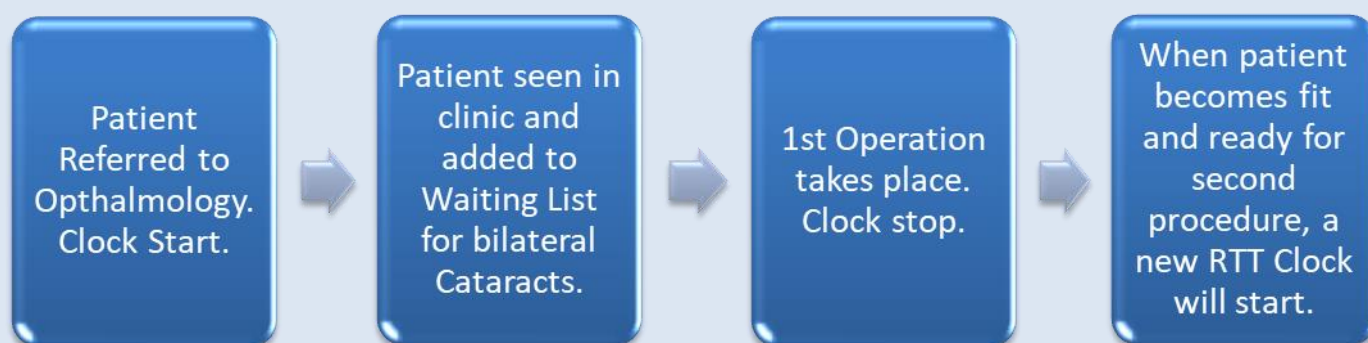 Patient
Referred to
Opthalmology.
Clock Start.
Patient seen in
clinic and
added to
Waiting List
for bilateral
Cataracts.
1st Operation
takes place.
Clock stop.
When patient
becomes fit
and ready for
second
procedure, a
new RTT Clock
will start.